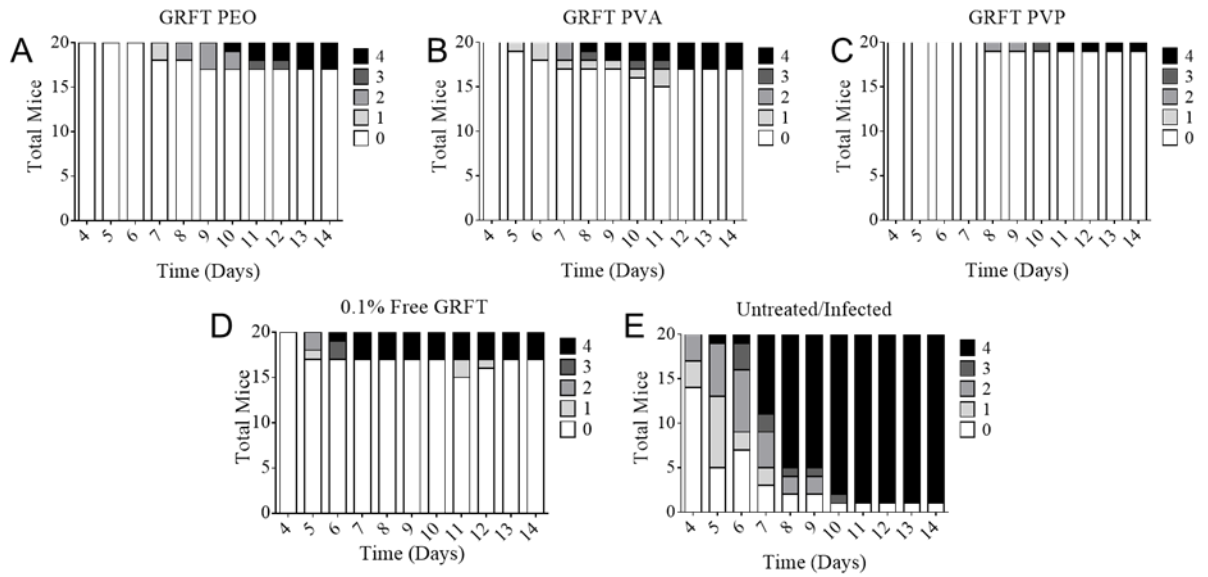 A
GRFT PEO
Total Mice
20
15
10
5
0
4 5 6 7 8 9 10 11 12 13 14
Time (Days)
4
3
2
1
0
B
GRFT PVA
Total Mice
20
15
10
5
0
4 5 6 7 8 9 10 11 12 13 14
Time (Days)
4
3
2
1
0
C
GRFT PVP
Total Mice
20
15
10
5
0
4 5 6 7 8 9 10 11 12 13 14
Time (Days)
4
3
2
1
0
D
0.1% Free GRFT
Total Mice
20
15
10
5
0
4 5 6 7 8 9 10 11 12 13 14
Time (Days)
4
3
2
1
0
E
Untreated/Infected
Total Mice
20
15
10
5
0
4 5 6 7 8 9 10 11 12 13 14
Time (Days)
4
3
2
1
0